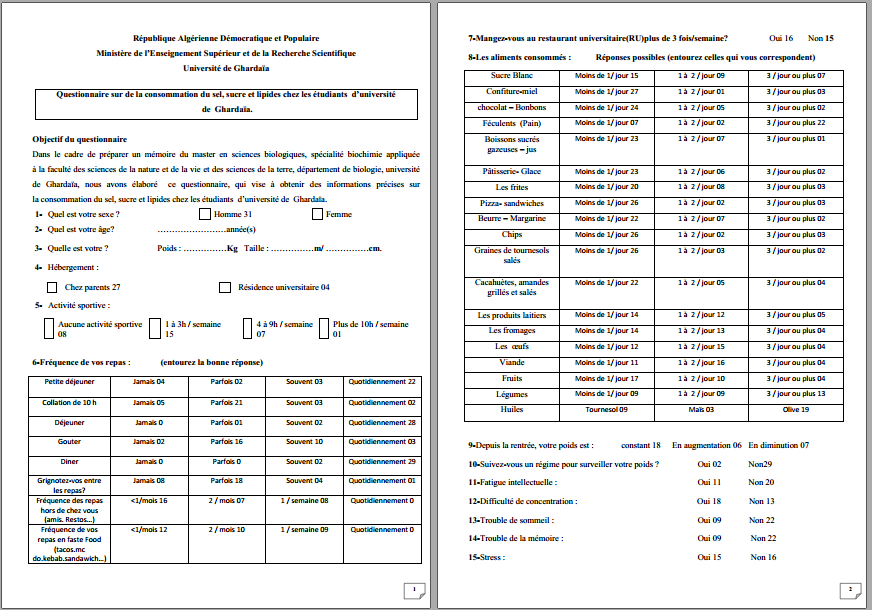 République Algérienne Démocratique et Populaire
Ministère de l'Enseignement Supérieur et de la Recherche Scientifique
Université de Ghardaïa
Questionnaire sur de la consommation du sel, sucre et lipides chez les étudiants d'université
de Ghardaïa.
Objectif du questionnaire
Dans le cadre de préparer un mémoire du master en sciences biologiques, spécialité biochimie appliquée
à la faculté des sciences de la nature et de la vie et des sciences de la terre, département de biologie, université
de Ghardaïa, nous avons élaboré ce questionnaire, qui vise à obtenir des informations précises sur
la consommation du sel, sucre et lipides chez les étudiants d'université de Ghardaïa.
1- Quel est votre sexe ? Homme 31 Femme
2- Quel est votre âge? ……………………année(s)
3- Quelle est votre ? Poids : ……………Kg Taille : ……………m/ ……………cm.
4- Hébergement :
Chez parents 27 Résidence universitaire 04
5- Activité sportive :
Aucune activité sportive 08 1 à 3h / semaine 15 4 à 9h / semaine 07 Plus de 10h / semaine 01
6-Fréquence de vos repas : (entourez la bonne réponse)
Petite déjeuner Jamais 04 Parfois 02 Souvent 03 Quotidiennement 22
Collation de 10 h Jamais 05 Parfois 21 Souvent 03 Quotidiennement 02
Déjeuner Jamais 0 Parfois 01 Souvent 02 Quotidiennement 28
Gouter Jamais 02 Parfois 16 Souvent 10 Quotidiennement 03
Diner Jamais 0 Parfois 0 Souvent 02 Quotidiennement 29
Grignotez-vos entre les repas? Jamais 08 Parfois 18 Souvent 04 Quotidiennement 01
Fréquence des repas hors de chez vous (amis. Restos…) <1/mois 16 2 / mois 07 1 / semaine 08 Quotidiennement 0
Fréquence de vos repas en faste Food (tacos.mc do.kebab.sandawich…) <1/mois 12 2 / mois 10 1 / semaine 09 Quotidiennement 0
1
7-Mangez-vous au restaurant universitaire(RU)plus de 3 fois/semaine? Oui 16 Non 15
8-Les aliments consommés : Réponses possibles (entourez celles qui vous correspondent)
Sucre Blanc Moins de 1/ jour 15 1 à 2 / jour 09 3 / jour ou plus 07
Confiture-miel Moins de 1/ jour 27 1 à 2 / jour 01 3 / jour ou plus 03
chocolat – Bonbons Moins de 1/ jour 24 1 à 2 / jour 05 3 / jour ou plus 02
Féculents (Pain) Moins de 1/ jour 07 1 à 2 / jour 02 3 / jour ou plus 22
Boissons sucrés gazeuses – jus Moins de 1/ jour 23 1 à 2 / jour 07 3 / jour ou plus 01
Pâtisserie- Glace Moins de 1/ jour 23 1 à 2 / jour 06 3 / jour ou plus 02
Les frites Moins de 1/ jour 20 1 à 2 / jour 08 3 / jour ou plus 03
Pizza- sandwiches Moins de 1/ jour 26 1 à 2 / jour 02 3 / jour ou plus 03
Beurre – Margarine Moins de 1/ jour 22 1 à 2 / jour 07 3 / jour ou plus 02
Chips Moins de 1/ jour 26 1 à 2 / jour 02 3 / jour ou plus 03
Graines de tournesols salés Moins de 1/ jour 26 1 à 2 / jour 03 3 / jour ou plus 02
Cacahuètes, amandes grillés et salés Moins de 1/ jour 22 1 à 2 / jour 05 3 / jour ou plus 04
Les produits laitiers Moins de 1/ jour 14 1 à 2 / jour 12 3 / jour ou plus 05
Les fromages Moins de 1/ jour 14 1 à 2 / jour 13 3 / jour ou plus 04
Les œufs Moins de 1/ jour 12 1 à 2 / jour 15 3 / jour ou plus 04
Viande Moins de 1/ jour 11 1 à 2 / jour 16 3 / jour ou plus 04
Fruits Moins de 1/ jour 17 1 à 2 / jour 10 3 / jour ou plus 04
Légumes Moins de 1/ jour 09 1 à 2 / jour 09 3 / jour ou plus 13
Huiles Tournesol 09 Maïs 03 Olive 19
9-Depuis la rentrée, votre poids est : constant 18 En augmentation 06 En diminution 07
10-Suivez-vous un régime pour surveiller votre poids ? Oui 02 Non29
11-Fatigue intellectuelle : Oui 11 Non 20
12-Difficulté de concentration : Oui 18 Non 13
13-Trouble de sommeil : Oui 09 Non 22
14-Trouble de la mémoire : Oui 09 Non 22
15-Stress : Oui 15 Non 16
2